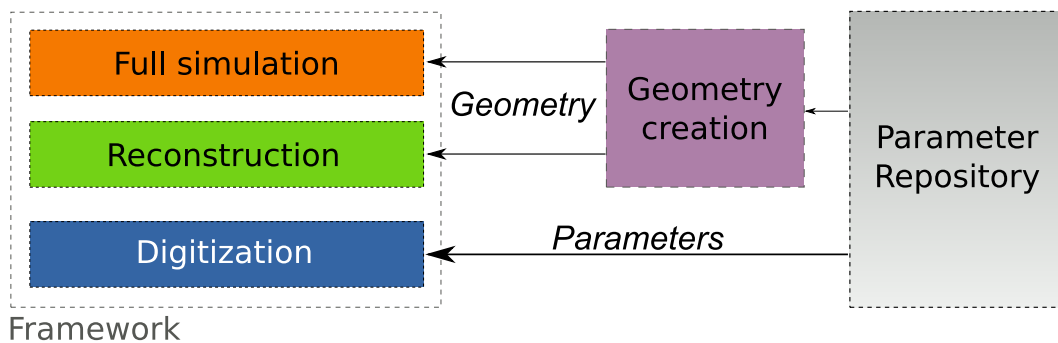 Full simulation
Reconstruction
Digitization
Framework
Geometry
Parameters
Geometry
creation
Parameter
Repository